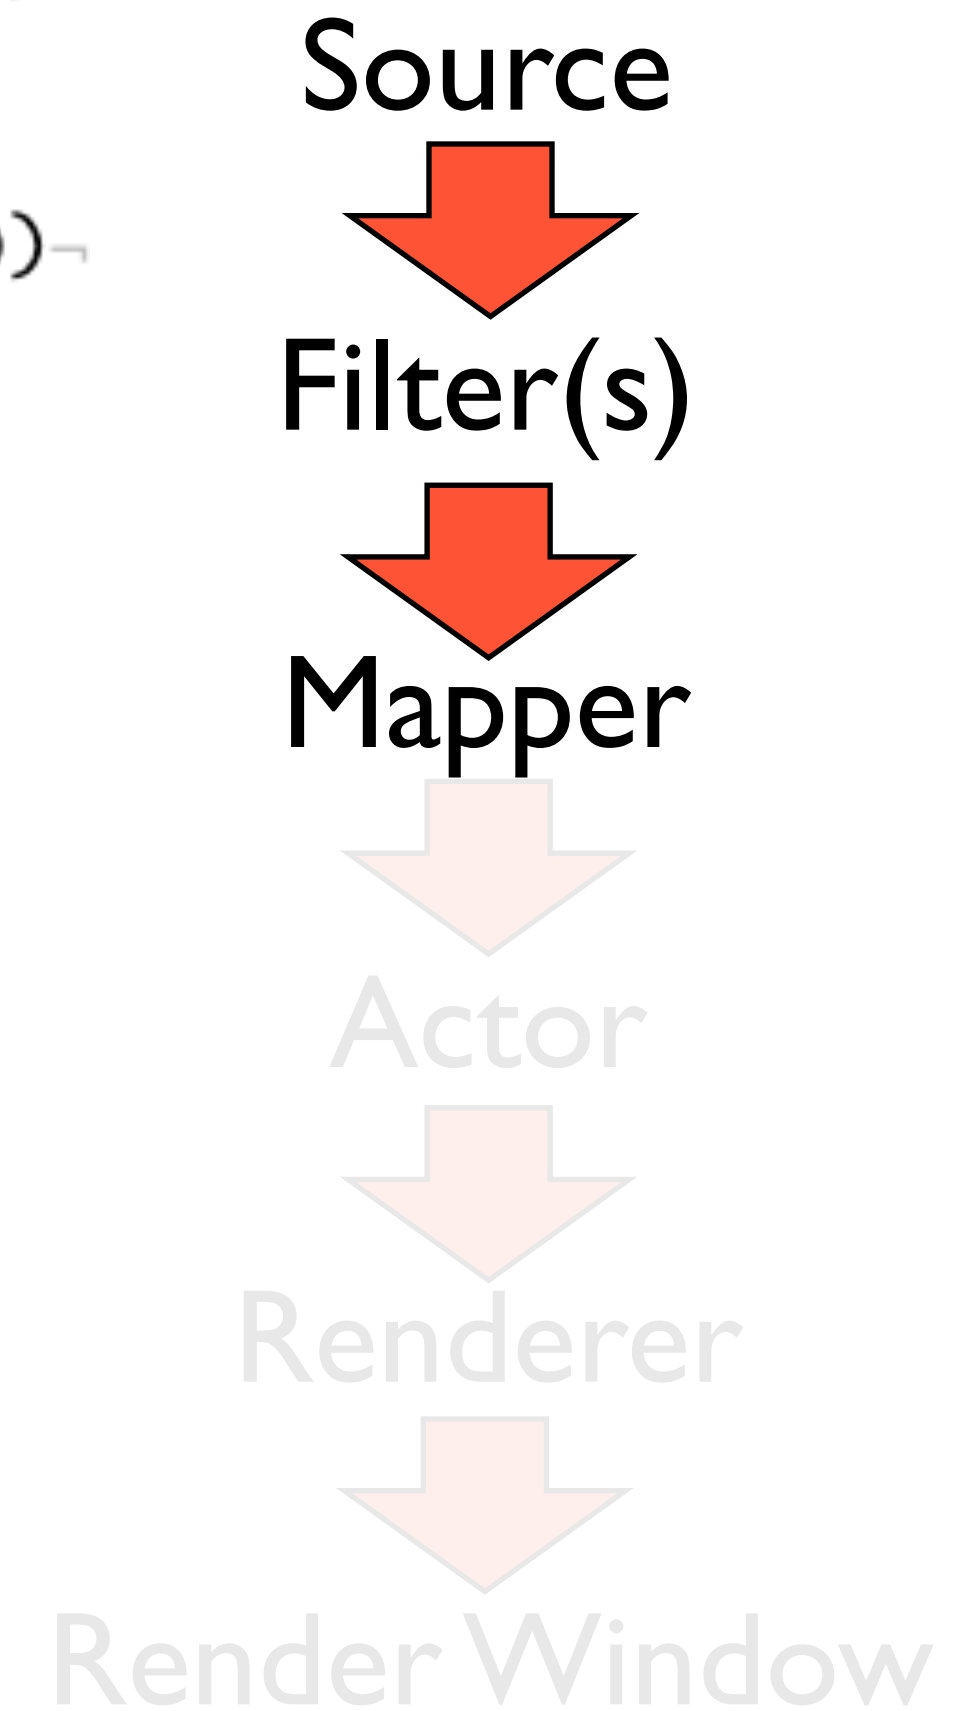 Source
)¬
Filter(s)
Mapper
Actor
Renderer
Render Window